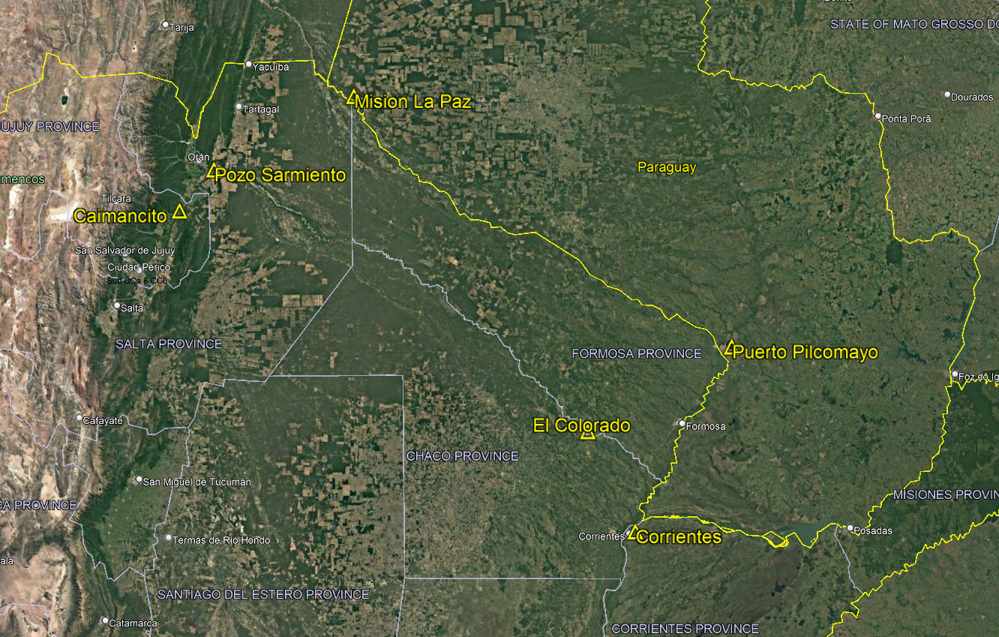 STATE OF MATO GROSSO DO
Tarija
Yacuíba
Dourados
Mision La Paz
Tartagal
Ponta Porã
JUJUY PROVINCE
Orán
Paraguay
Pozo Sarmiento
mencos
Tilcara
Caimancito
San Salvador de Jujuy
Ciudad Perico
Salta
SALTA PROVINCE
FORMOSA PROVINCE
Puerto Pilcomayo
Foz do Ig
Cafayate
El Colorado
Formosa
CHACO PROVINCE
San Miguel de Tucumán
MISIONES PROVIN
CA PROVINCE
Posadas
Corrientes
Corrientes
Termas de Río Hondo
alá
SANTIAGO DEL ESTERO PROVINCE
Catamarca
CORRIENTES PROVINCE